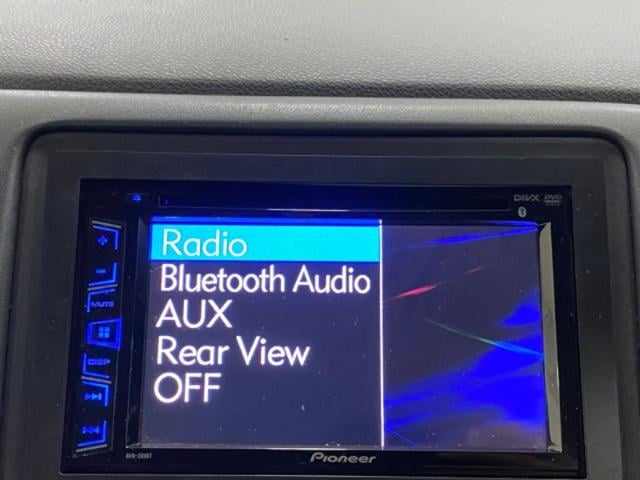 DIVX DVD
Radio
Bluetooth Audio
AUX
Rear View
OFF
MUTE
DISP
Pioneer